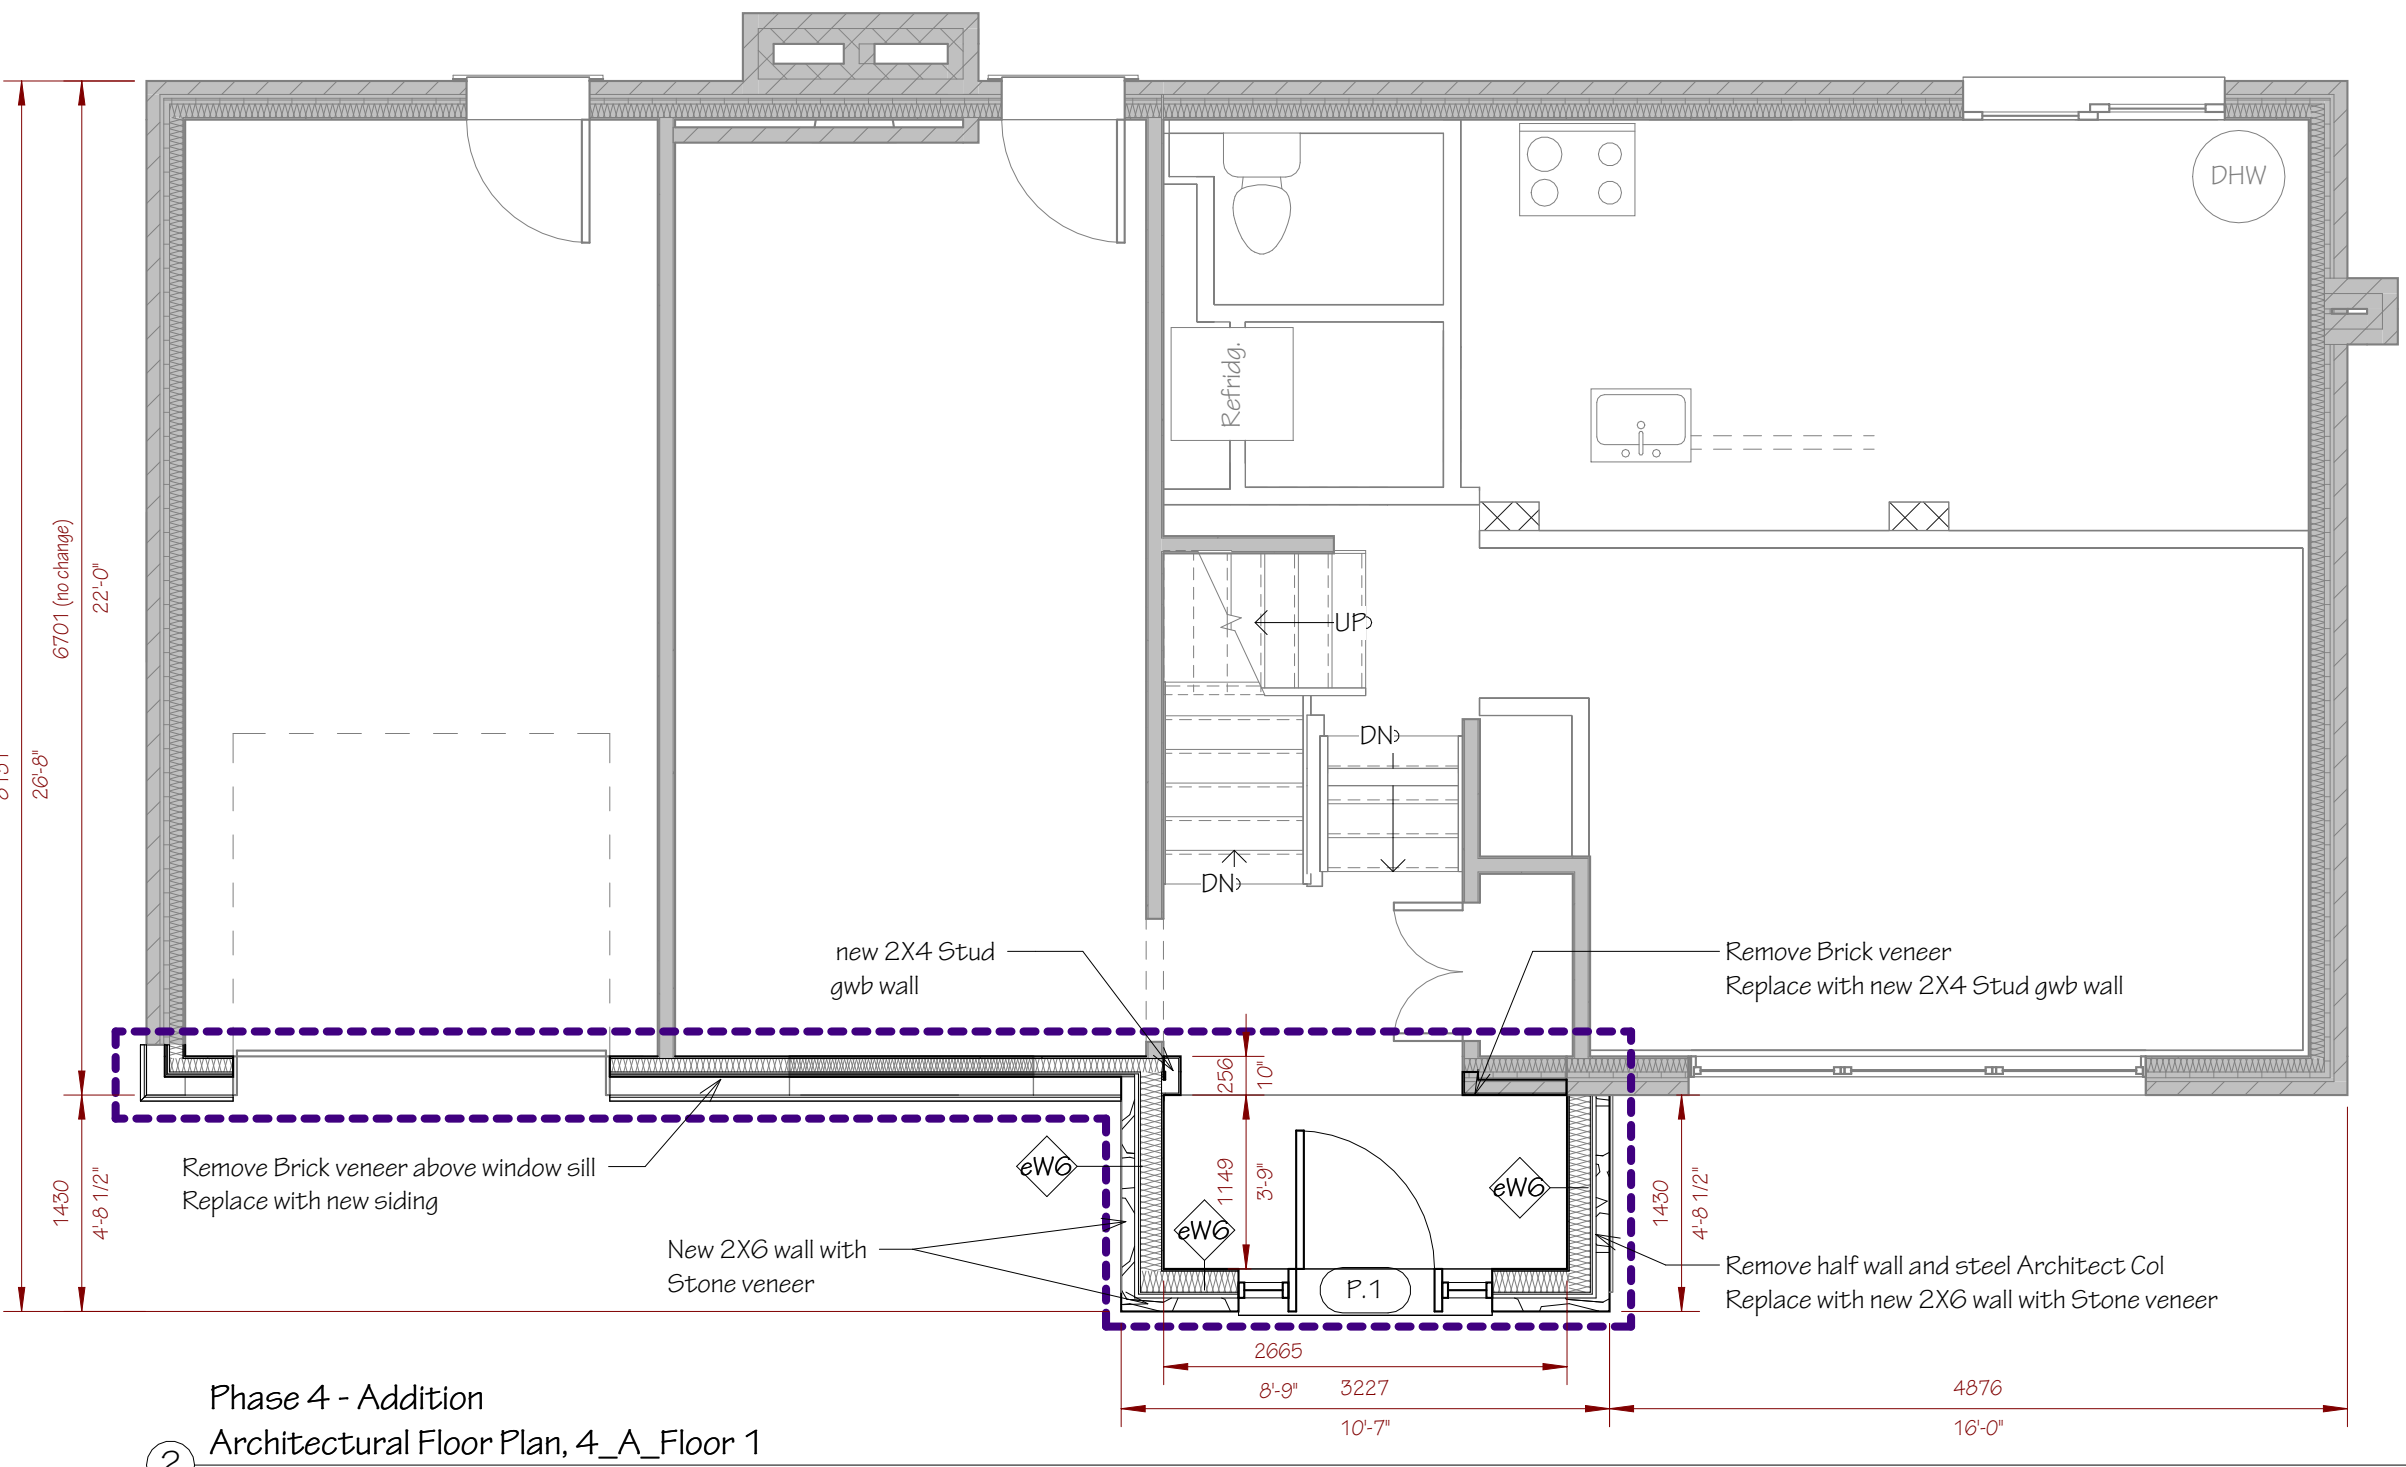 DHW
Refridg.
6701 (no change)
22'-0"
UP
DN
26'-8"
DN
new 2X4 Stud
gwb wall
Remove Brick veneer
Replace with new 2X4 Stud gwb wall
256
10"
Remove Brick veneer above window sill
Replace with new siding
1430
4'-8 1/2"
eW6
1149
3'-9"
eW6
eW6
1430
4'-8 1/2"
New 2X6 wall with
Stone veneer
P.1
Remove half wall and steel Architect Col
Replace with new 2X6 wall with Stone veneer
2665
8'-9"
3227
10'-7"
4876
16'-0"
Phase 4 - Addition
Architectural Floor Plan, 4_A_Floor 1
2